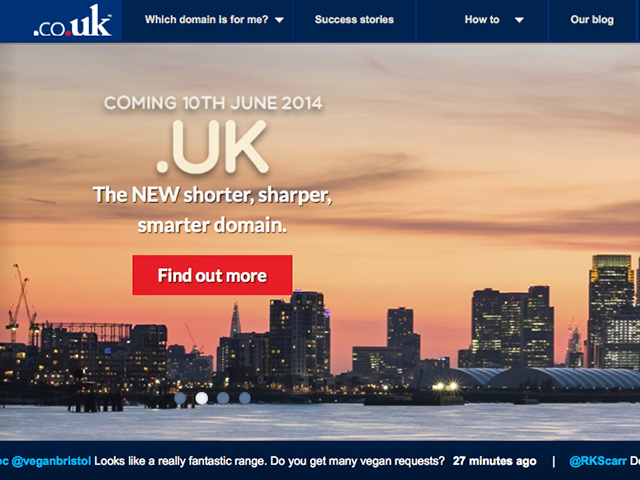 .co.uk
Which domain is for me?
Success stories
How to
Our blog
COMING 10TH JUNE 2014
.UK
The NEW shorter, sharper,
smarter domain.
Find out more
@veganbristol Looks like a really fantastic range. Do you get many vegan requests? 27 minutes ago | @RKScarr